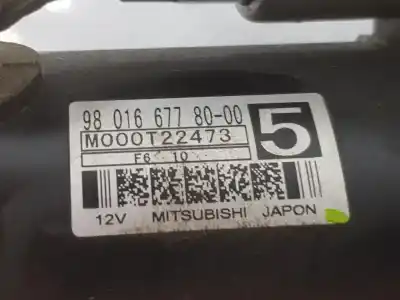 98 016 677 80-00
5
M000T22473
F6 10
12V MITSUBISHI JAPON